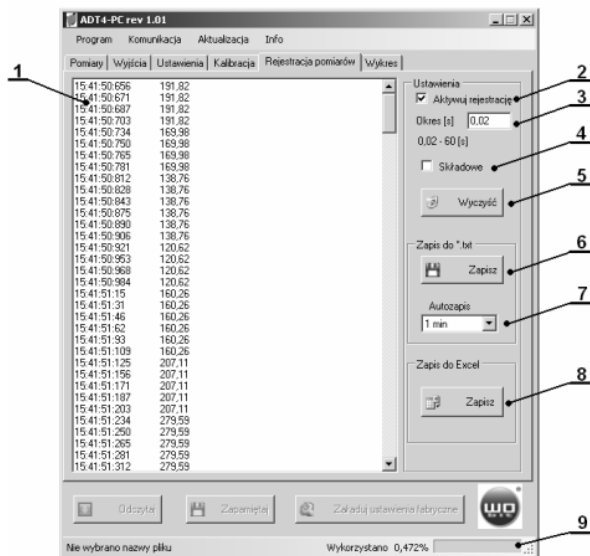 ADT4-PC rev 1.01
Program Komunikacja Aktualizacja Info
Pomiary Wyjścia Ustawienia Kalibracja Rejestracja pomiarów Wykres
1
15:41:50:656 191,82
15:41:50:671 191,82
15:41:50:687 191,82
15:41:50:703 191,82
15:41:50:734 169,98
15:41:50:750 169,98
15:41:50:765 169,98
15:41:50:781 169,98
15:41:50:812 138,76
15:41:50:828 138,76
15:41:50:843 138,76
15:41:50:875 138,76
15:41:50:890 138,76
15:41:50:906 138,76
15:41:50:921 120,62
15:41:50:953 120,62
15:41:50:968 120,62
15:41:50:984 120,62
15:41:51:15 160,26
15:41:51:31 160,26
15:41:51:46 160,26
15:41:51:62 160,26
15:41:51:93 160,26
15:41:51:109 160,26
15:41:51:125 207,11
15:41:51:156 207,11
15:41:51:171 207,11
15:41:51:187 207,11
15:41:51:203 207,11
15:41:51:234 279,59
15:41:51:250 279,59
15:41:51:265 279,59
15:41:51:281 279,59
15:41:51:312 279,59
Ustawienia
Aktywuj rejestrację 2
Okres [s] 0,02 3
0,02 - 60 [s]
Składowe 4
Wyczyść 5
Zapis do *.txt
Zapisz 6
Autozapis
1 min 7
Zapis do Excel
Zapisz 8
Odczytaj Zapamiętaj Załaduj ustawienia fabryczne
Nie wybrano nazwy pliku Wykorzystano 0,472% 9